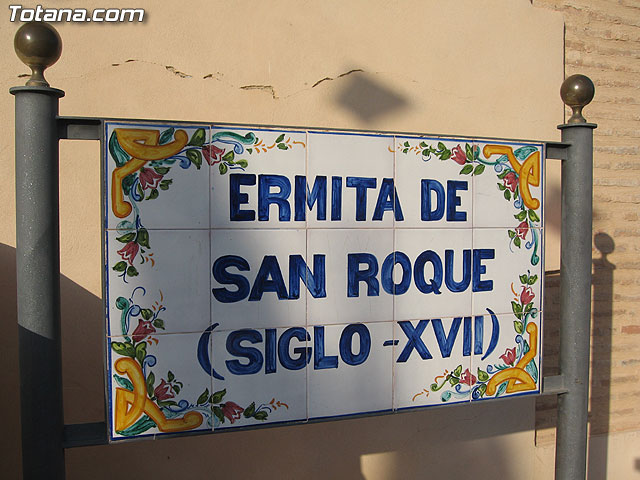 Totana.com
ERMITA DE
SAN ROQUE
(SIGLO-XVII)